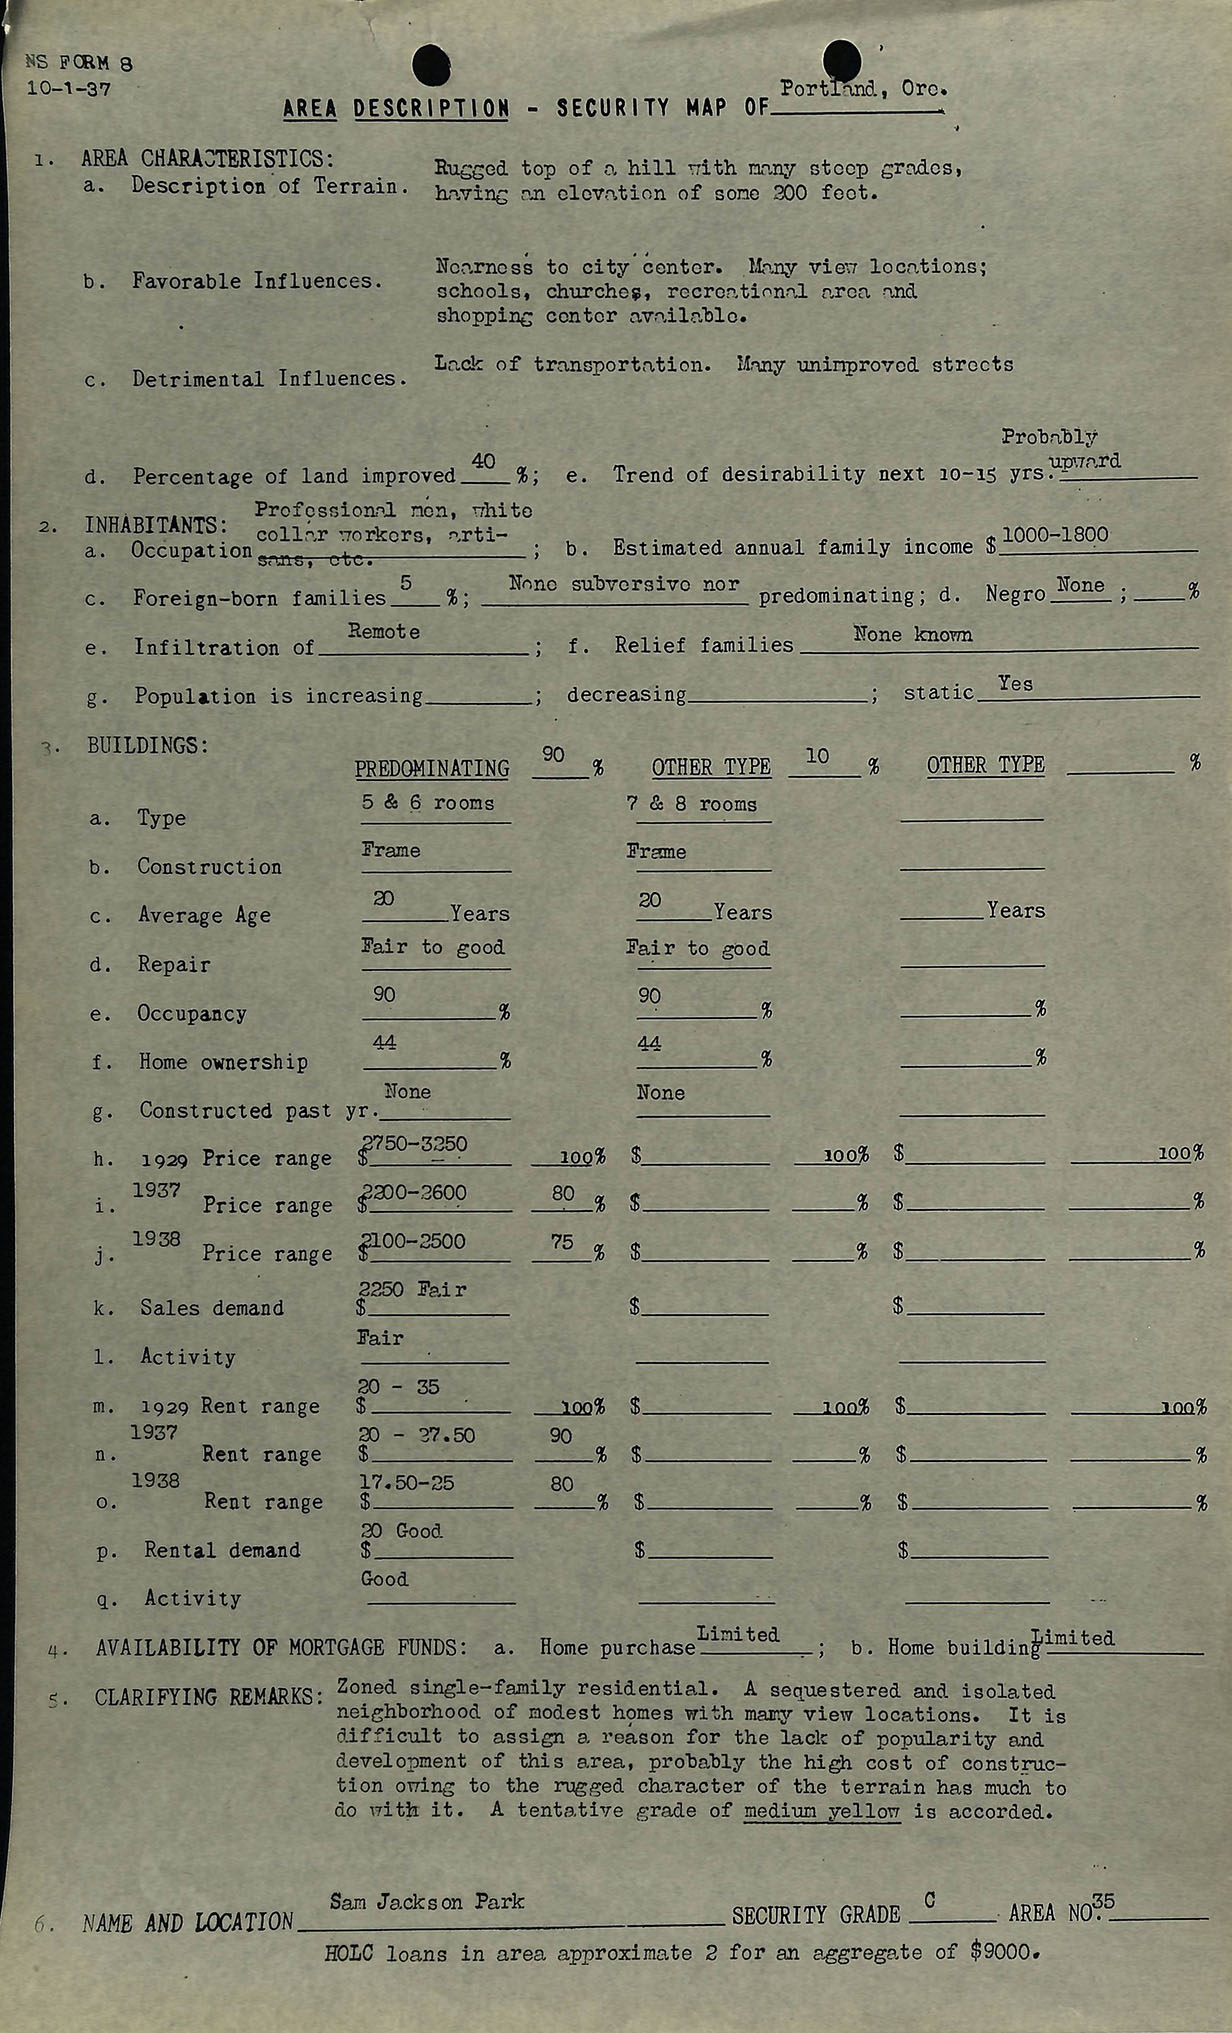 NS FORM 8
10-1-37
Portland, Ore.
AREA DESCRIPTION - SECURITY MAP OF
1. AREA CHARACTERISTICS:
a. Description of Terrain. Rugged top of a hill with many steep grades,
having an elevation of some 200 feet.
b. Favorable Influences. Nearness to city center. Many view locations;
schools, churches, recreational area and
shopping center available.
c. Detrimental Influences. Lack of transportation. Many unimproved streets
d. Percentage of land improved 40 %; e. Trend of desirability next 10-15 yrs. Probably
upward
2. INHABITANTS: Professional men, white
collar workers, arti-
a. Occupation sans, etc. ; b. Estimated annual family income $ 1000-1800
c. Foreign-born families 5 %; None subversive nor predominating; d. Negro None ; %
e. Infiltration of Remote ; f. Relief families None known
g. Population is increasing ; decreasing ; static Yes
3. BUILDINGS:
PREDOMINATING 90 % OTHER TYPE 10 % OTHER TYPE %
a. Type 5 & 6 rooms 7 & 8 rooms
b. Construction Frame Frame
c. Average Age 20 Years 20 Years Years
d. Repair Fair to good Fair to good
e. Occupancy 90 % 90 % %
f. Home ownership 44 % 44 % %
g. Constructed past yr. None None
h. 1929 Price range $ 2750-3250 100% $ 100% $ 100%
i. 1937 Price range $ 2200-2600 80 % $ % $ %
j. 1938 Price range $ 2100-2500 75 % $ % $ %
k. Sales demand $ 2250 Fair $ $
l. Activity Fair
m. 1929 Rent range $ 20 - 35 100% $ 100% $ 100%
n. 1937 Rent range $ 20 - 27.50 90 % $ % $ %
o. 1938 Rent range $ 17.50-25 80 % $ % $ %
p. Rental demand $ 20 Good $ $
q. Activity Good
4. AVAILABILITY OF MORTGAGE FUNDS: a. Home purchase Limited ; b. Home building Limited
5. CLARIFYING REMARKS: Zoned single-family residential. A sequestered and isolated
neighborhood of modest homes with many view locations. It is
difficult to assign a reason for the lack of popularity and
development of this area, probably the high cost of construc-
tion owing to the rugged character of the terrain has much to
do with it. A tentative grade of medium yellow is accorded.
6. NAME AND LOCATION Sam Jackson Park SECURITY GRADE C AREA NO. 35
HOLC loans in area approximate 2 for an aggregate of $9000.